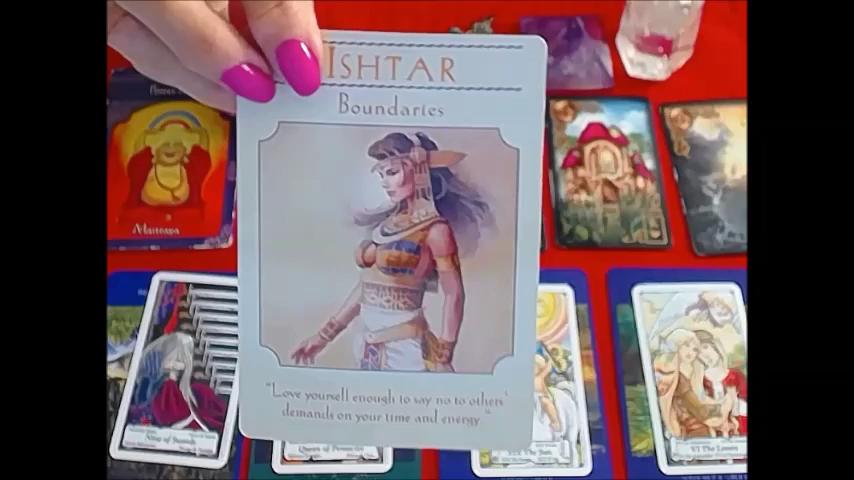 ISHTAR
Boundaries
"Love yourself enough to say no to others'
demands on your time and energy."
Maitreya
Nine of Swords
Queen of Pentacles
XIX The Sun
VI The Lovers